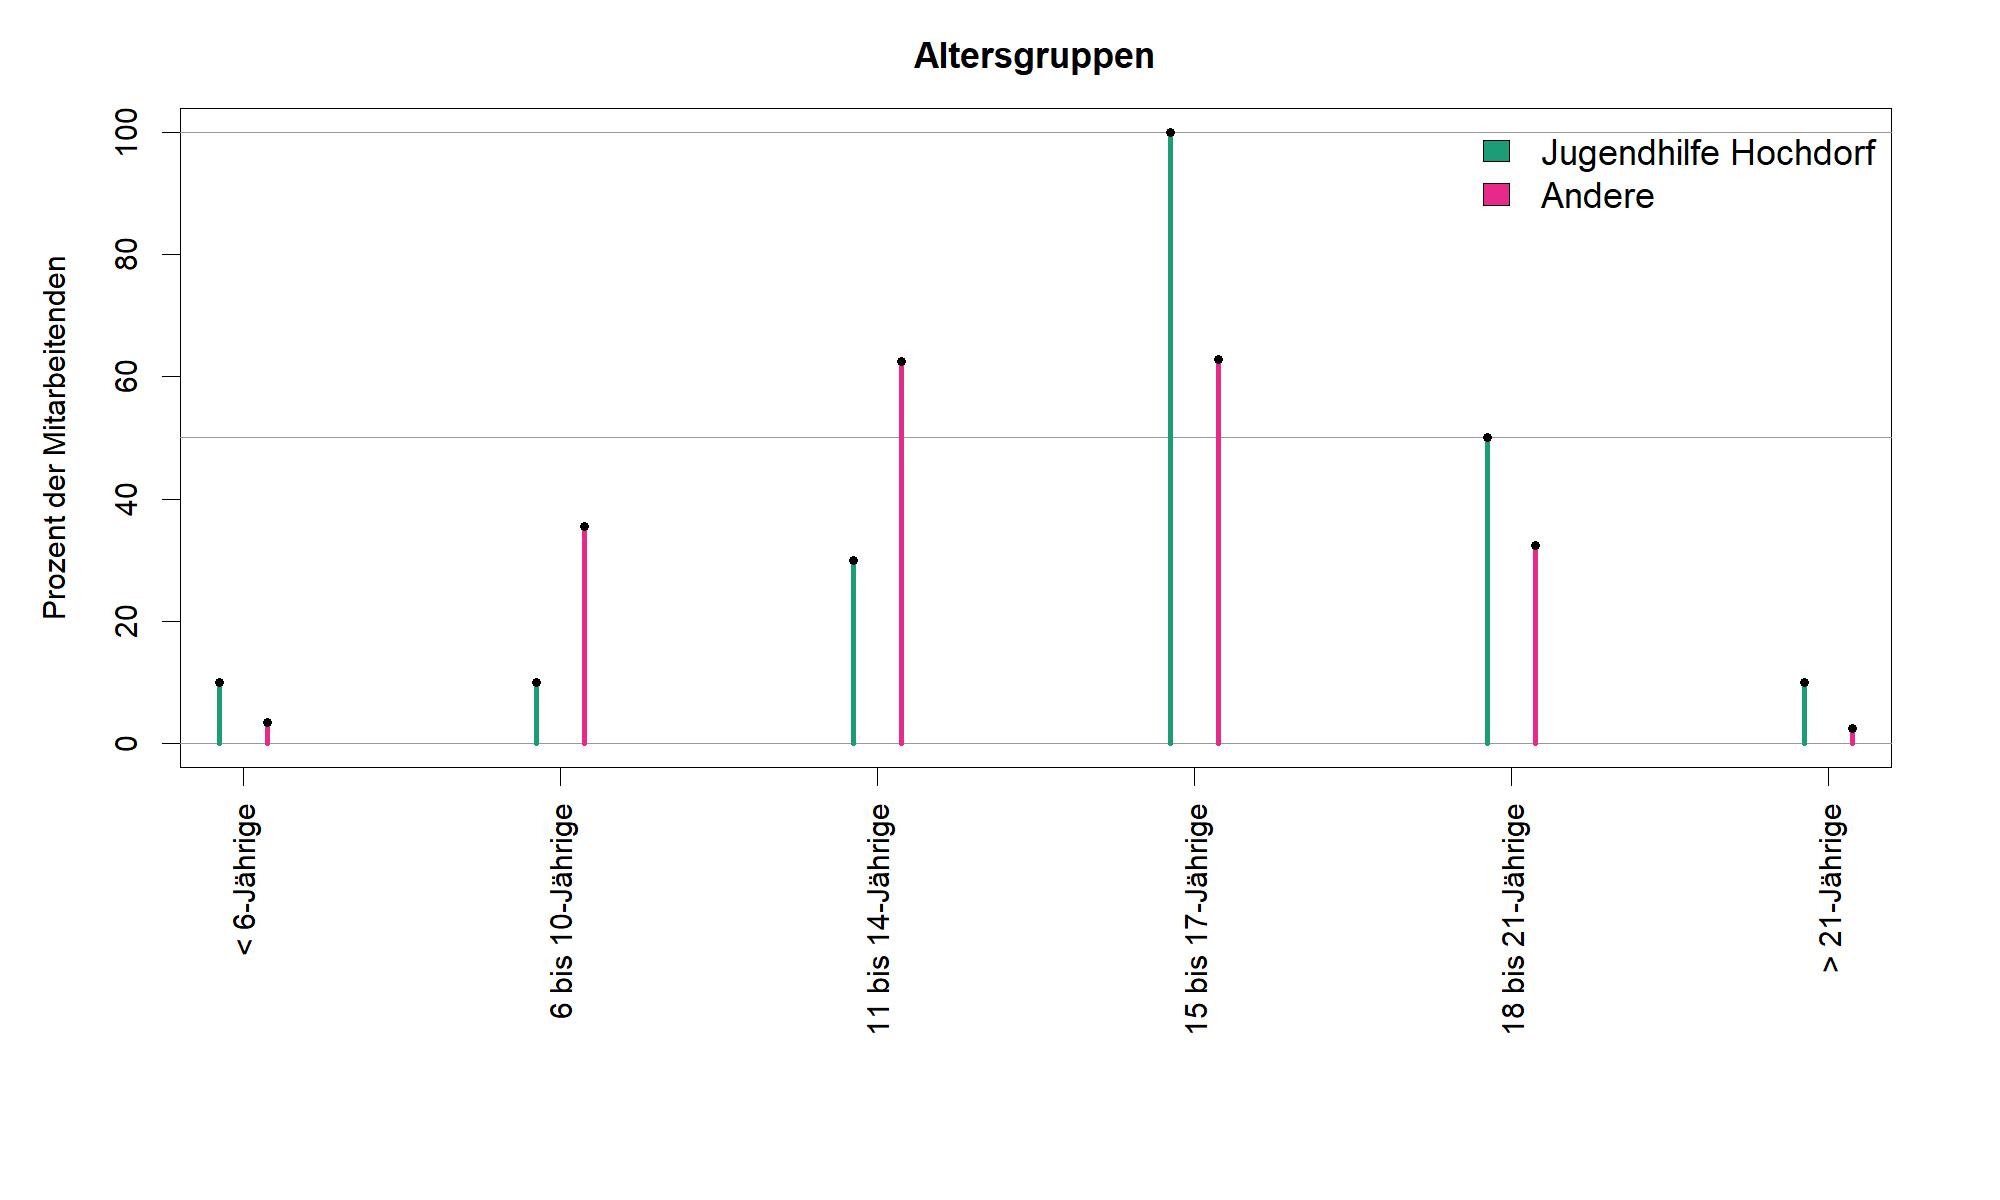 Altersgruppen
Prozent der Mitarbeitenden
100
80
60
40
20
0
Jugendhilfe Hochdorf
Andere
< 6-Jährige
6 bis 10-Jährige
11 bis 14-Jährige
15 bis 17-Jährige
18 bis 21-Jährige
> 21-Jährige